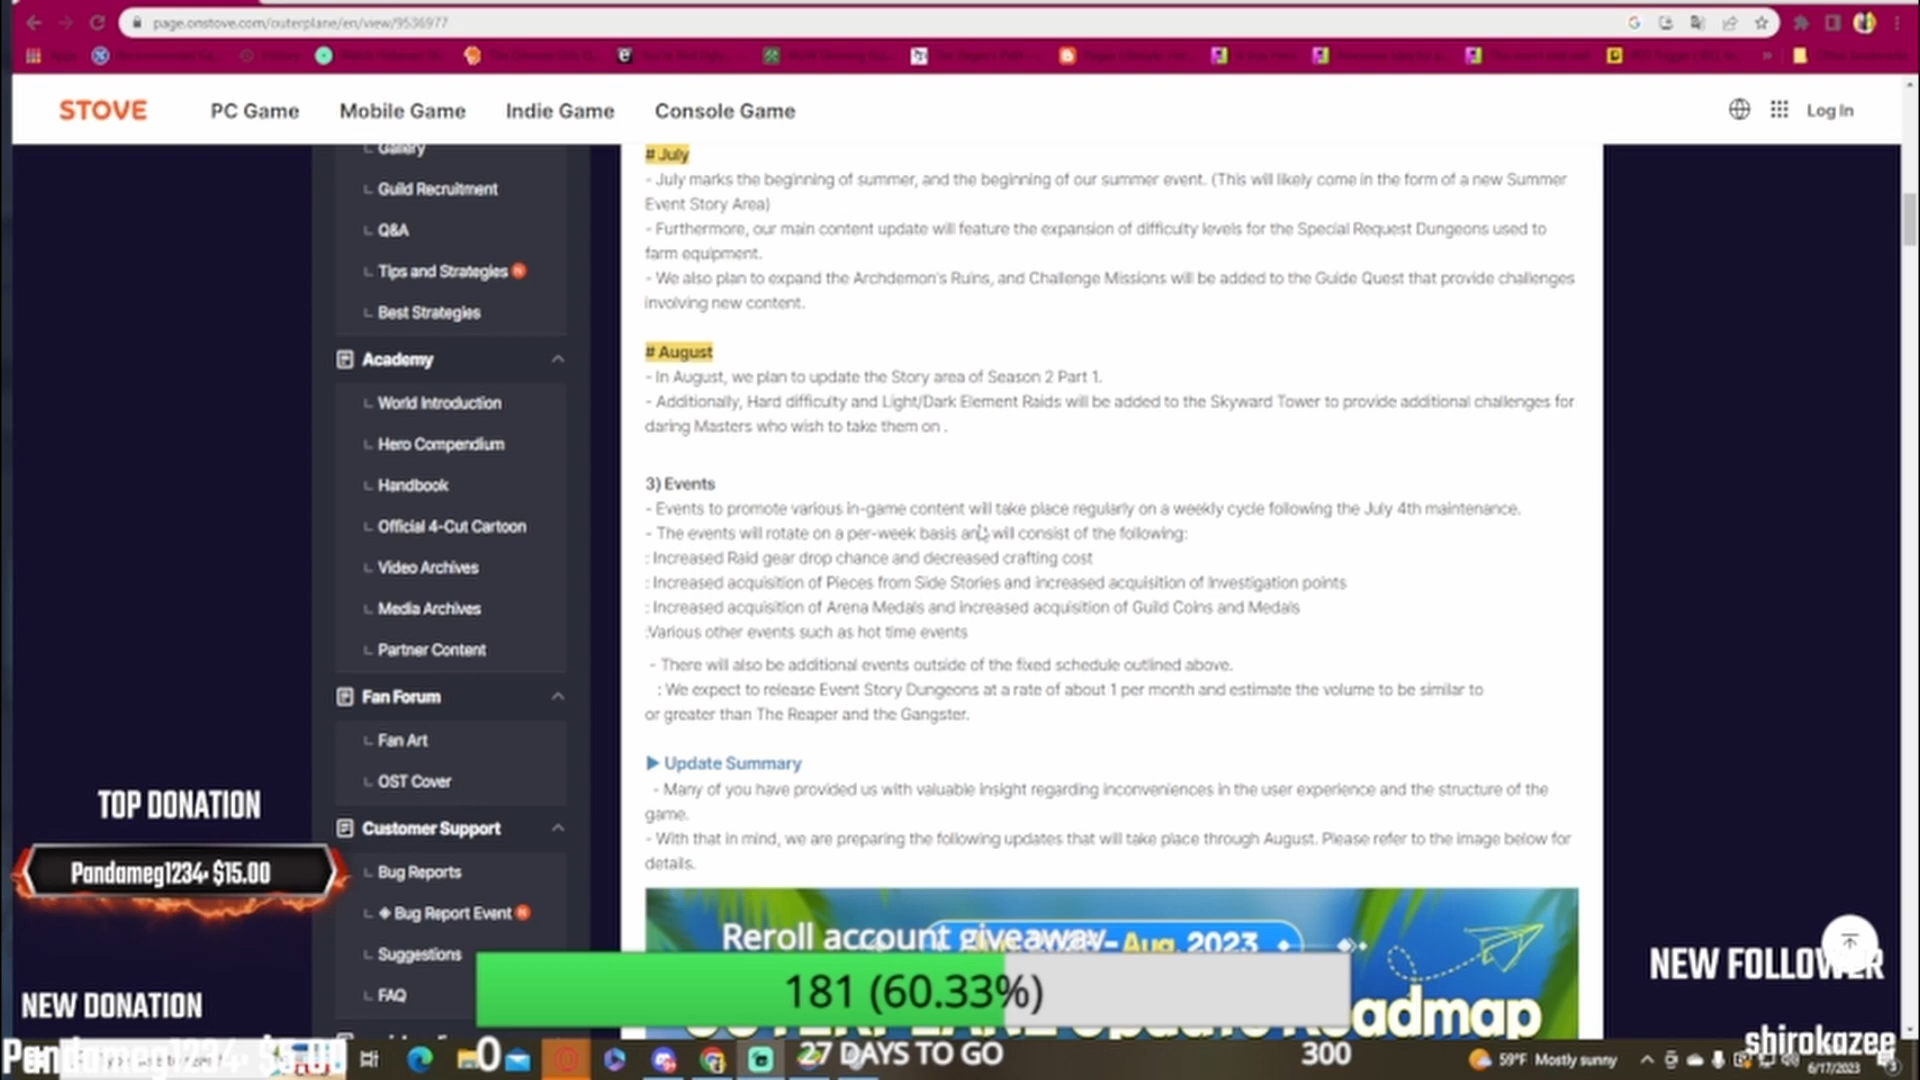 page.onstove.com/outerplane/en/view/9536977
STOVE
PC Game
Mobile Game
Indie Game
Console Game
Log In
Gallery
Guild Recruitment
Q&A
Tips and Strategies N
Best Strategies
Academy
World Introduction
Hero Compendium
Handbook
Official 4-Cut Cartoon
Video Archives
Media Archives
Partner Content
Fan Forum
Fan Art
OST Cover
Customer Support
Bug Reports
◈ Bug Report Event N
Suggestions
FAQ
# July
- July marks the beginning of summer, and the beginning of our summer event. (This will likely come in the form of a new Summer
Event Story Area)
- Furthermore, our main content update will feature the expansion of difficulty levels for the Special Request Dungeons used to
farm equipment.
- We also plan to expand the Archdemon's Ruins, and Challenge Missions will be added to the Guide Quest that provide challenges
involving new content.
# August
- In August, we plan to update the Story area of Season 2 Part 1.
- Additionally, Hard difficulty and Light/Dark Element Raids will be added to the Skyward Tower to provide additional challenges for
daring Masters who wish to take them on .
3) Events
- Events to promote various in-game content will take place regularly on a weekly cycle following the July 4th maintenance.
- The events will rotate on a per-week basis and will consist of the following:
: Increased Raid gear drop chance and decreased crafting cost
: Increased acquisition of Pieces from Side Stories and increased acquisition of Investigation points
: Increased acquisition of Arena Medals and increased acquisition of Guild Coins and Medals
:Various other events such as hot time events
- There will also be additional events outside of the fixed schedule outlined above.
: We expect to release Event Story Dungeons at a rate of about 1 per month and estimate the volume to be similar to
or greater than The Reaper and the Gangster.
▶ Update Summary
- Many of you have provided us with valuable insight regarding inconveniences in the user experience and the structure of the
game.
- With that in mind, we are preparing the following updates that will take place through August. Please refer to the image below for
details.
Reroll account giveaway
Aug. 2023
181 (60.33%)
0
27 DAYS TO GO
300
TOP DONATION
Pandameg1234: $15.00
NEW DONATION
Pandameg1234: $5.00
NEW FOLLOWER
shirokazee
59°F Mostly sunny
6/17/2023